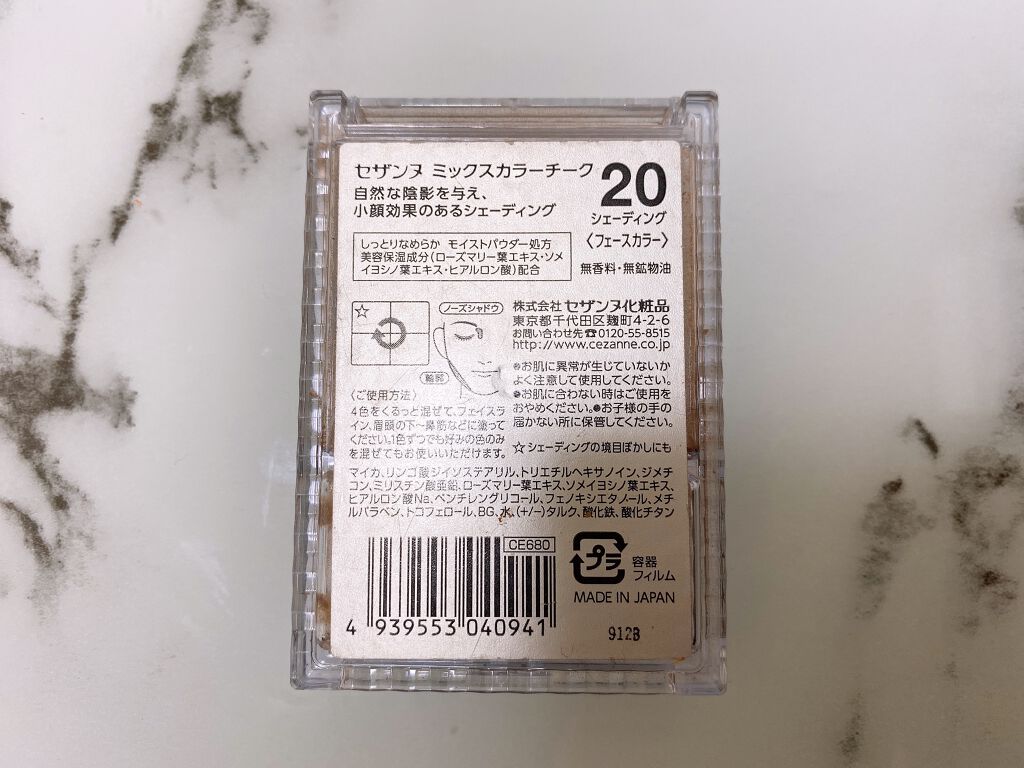 セザンヌ ミックスカラーチーク
20
自然な陰影を与え、
小顔効果のあるシェーディング
シェーディング
〈フェースカラー〉
しっとりなめらか モイストパウダー処方
美容保湿成分(ローズマリー葉エキス・ソメ
イヨシノ葉エキス・ヒアルロン酸)配合
無香料・無鉱物油
☆
ノーズシャドウ
輪郭
株式会社 セザンヌ化粧品
東京都千代田区麹町4-2-6
お問い合わせ先☎0120-55-8515
http://www.cezanne.co.jp
●お肌に異常が生じていないか
よく注意して使用してください。
●お肌に合わない時はご使用を
おやめください。●お子様の手の
届かない所に保管してください。
☆シェーディングの境目ぼかしにも
〈ご使用方法〉
4色をくるっと混ぜて、フェイスラ
イン、眉頭の下～鼻筋などに塗って
ください。1色ずつでも好みの色のみ
を混ぜてもお使いいただけます。
マイカ、リンゴ酸ジイソステアリル、トリエチルヘキサノイン、ジメチ
コン、ミリスチン酸亜鉛、ローズマリー葉エキス、ソメイヨシノ葉エキス、
ヒアルロン酸Na、ペンチレングリコール、フェノキシエタノール、メチ
ルパラベン、トコフェロール、BG、水、(+/−)タルク、酸化鉄、酸化チタン
CE680
プラ
容器
フィルム
MADE IN JAPAN
4 939553 040941
912B